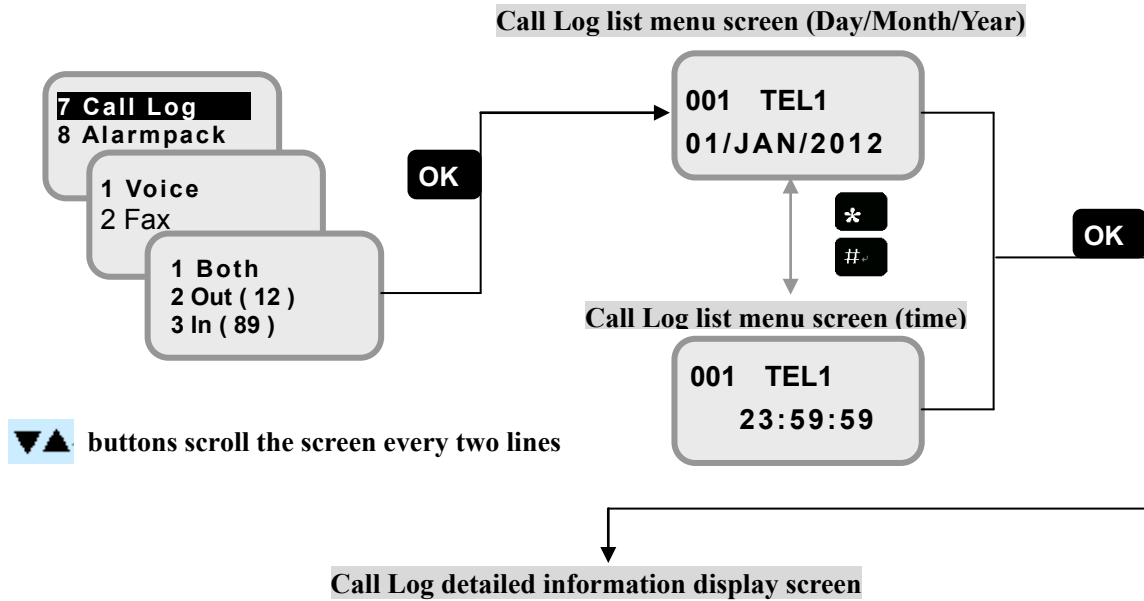 Call Log list menu screen (Day/Month/Year)
7 Call Log
8 Alarmpack
1 Voice
2 Fax
1 Both
2 Out ( 12 )
3 In ( 89 )
OK
001 TEL1
01/JAN/2012
*
#
OK
Call Log list menu screen (time)
001 TEL1
23:59:59
▼▲ buttons scroll the screen every two lines
Call Log detailed information display screen